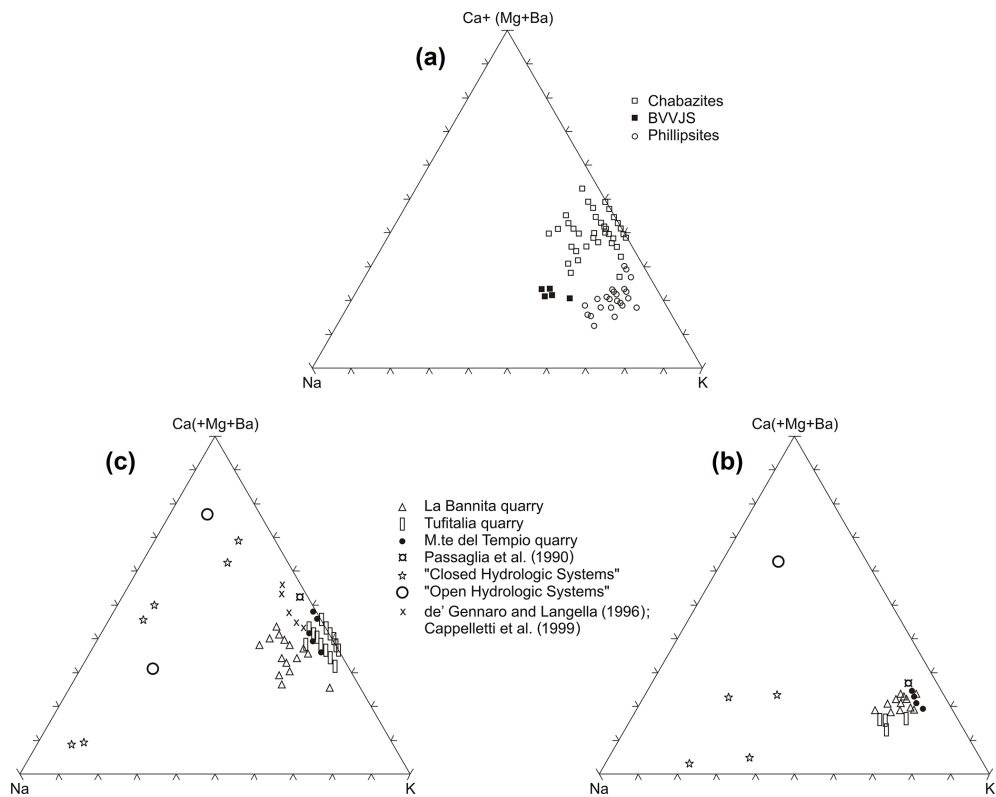 Ca+ (Mg+Ba)
(a)
Chabazites
BVVJS
Phillipsites
Na
K
Ca(+Mg+Ba)
(c)
Na
K
La Bannita quarry
Tufitalia quarry
M.te del Tempio quarry
Passaglia et al. (1990)
"Closed Hydrologic Systems"
"Open Hydrologic Systems"
de' Gennaro and Langella (1996);
Cappelletti et al. (1999)
Ca(+Mg+Ba)
(b)
Na
K